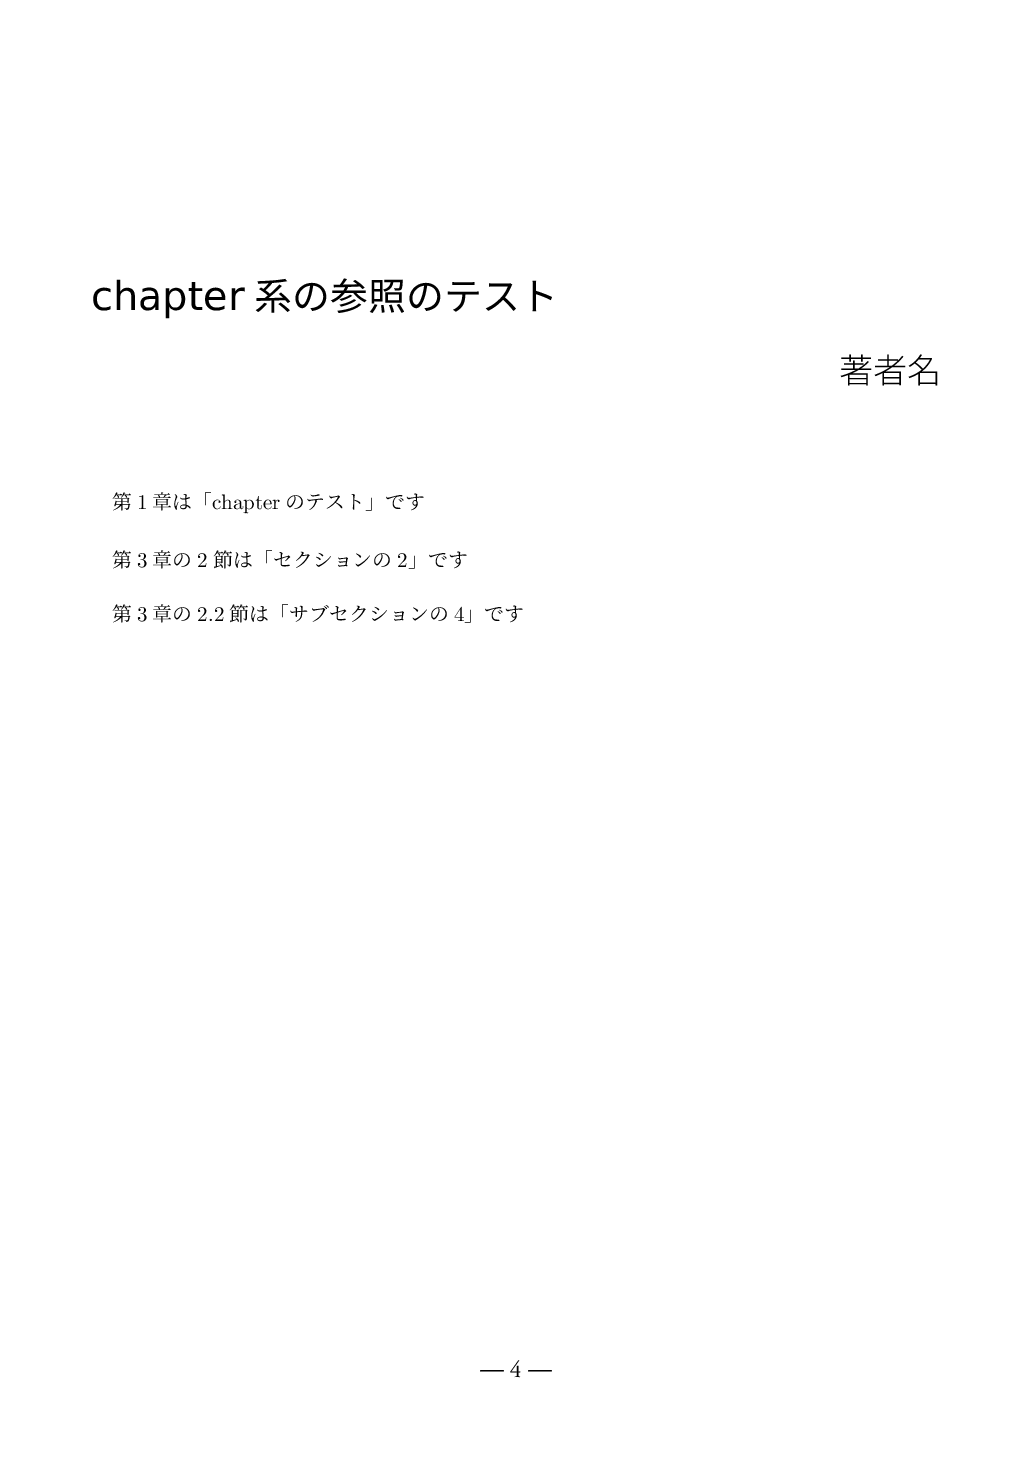 chapter 系の参照のテスト
著者名
第 1 章は「chapter のテスト」です
第 3 章の 2 節は「セクションの 2」です
第 3 章の 2.2 節は「サブセクションの 4」です
— 4 —